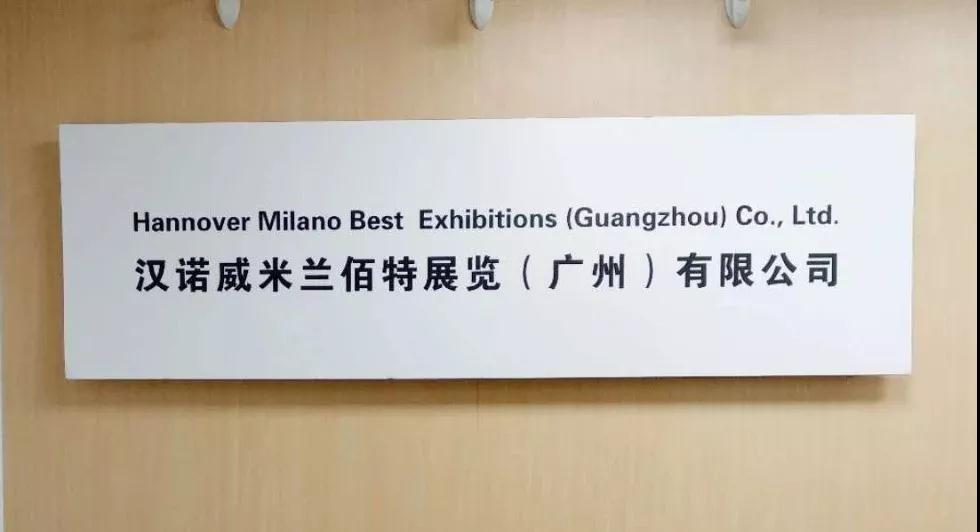 Hannover Milano Best Exhibitions (Guangzhou) Co., Ltd.
汉诺威米兰佰特展览（广州）有限公司